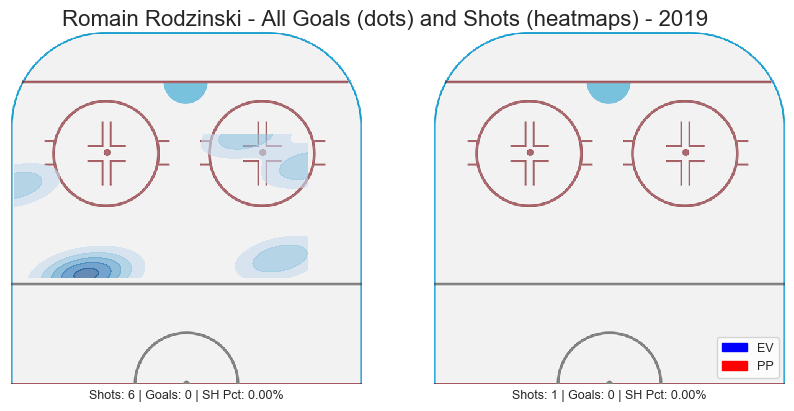 Romain Rodzinski - All Goals (dots) and Shots (heatmaps) - 2019
EV
PP
Shots: 6 | Goals: 0 | SH Pct: 0.00%
Shots: 1 | Goals: 0 | SH Pct: 0.00%